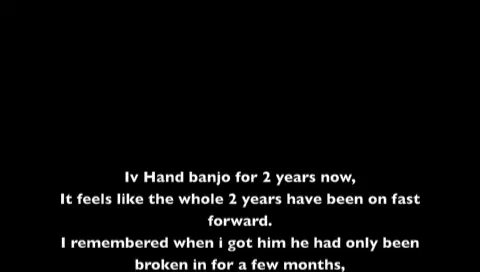 Iv Hand banjo for 2 years now,
It feels like the whole 2 years have been on fast
forward.
I remembered when i got him he had only been
broken in for a few months,